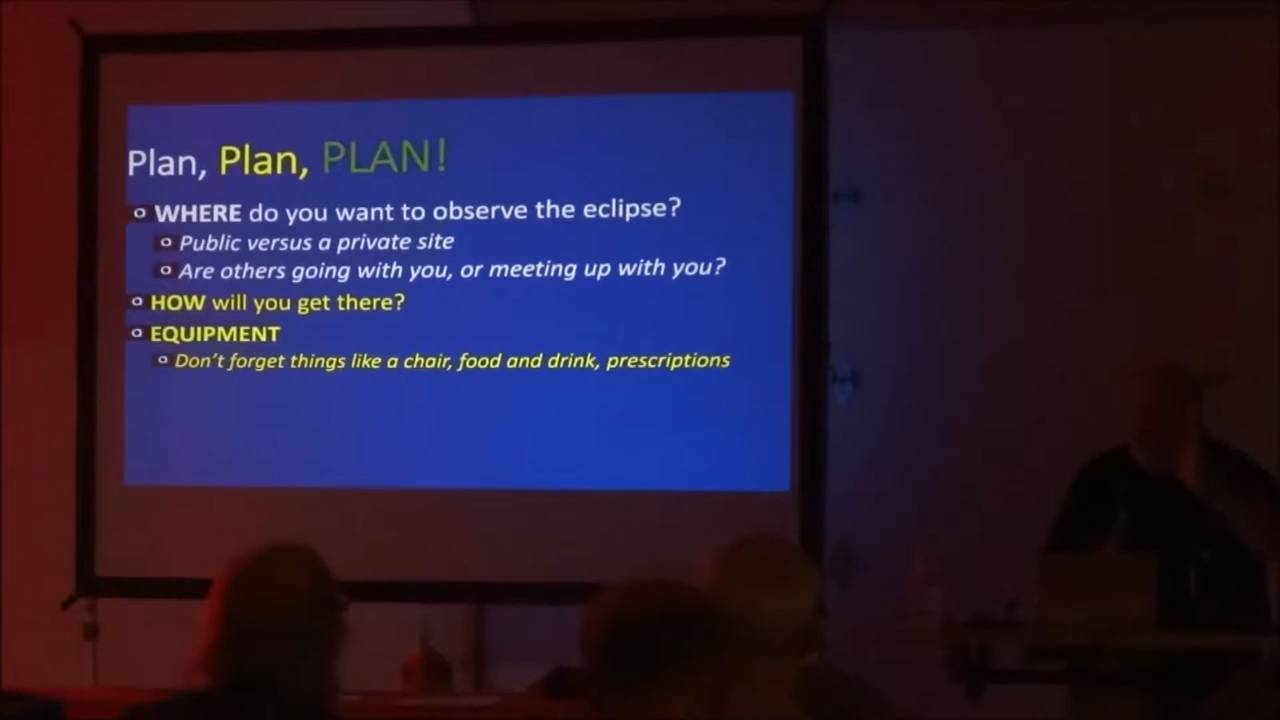 Plan, Plan, PLAN!
WHERE do you want to observe the eclipse?
Public versus a private site
Are others going with you, or meeting up with you?
HOW will you get there?
EQUIPMENT
Don't forget things like a chair, food and drink, prescriptions